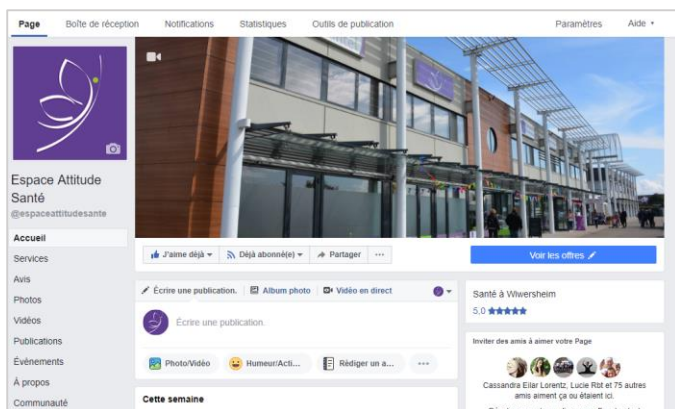 Page Boîte de réception Notifications Statistiques Outils de publication Paramètres Aide
Espace Attitude
Santé
@espaceattitudesante
Accueil
Services
Avis
Photos
Vidéos
Publications
Évènements
À propos
Communauté
J'aime déjà Déjà abonné(e) Partager ...
Voir les offres
Écrire une publication. Album photo Vidéo en direct
Écrire une publication.
Photo/Vidéo Humeur/Acti... Rédiger un a... ...
Cette semaine
Santé à Wiwersheim
5,0 ★★★★★
Inviter des amis à aimer votre Page
Cassandra Eilar Lorentz, Lucie Rbt et 75 autres
amis aiment ça ou étaient ici.